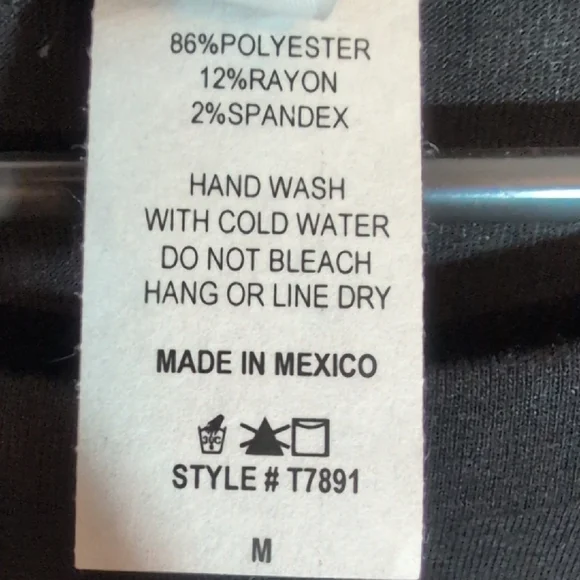 86%POLYESTER
12%RAYON
2%SPANDEX
HAND WASH
WITH COLD WATER
DO NOT BLEACH
HANG OR LINE DRY
MADE IN MEXICO
30C
STYLE # T7891
M